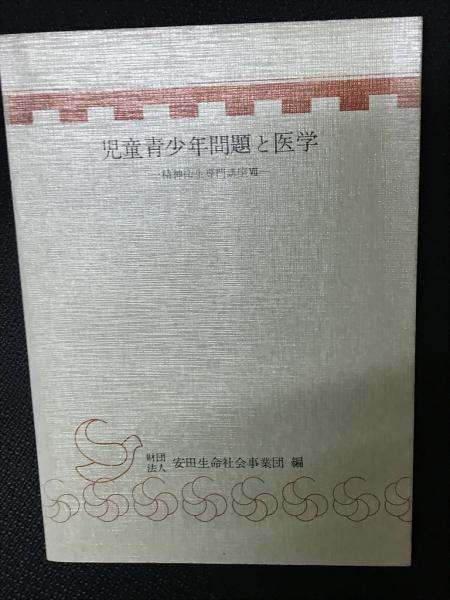 児童青少年問題と医学
—精神衛生専門講座Ⅶ—
財団法人 安田生命社会事業団 編